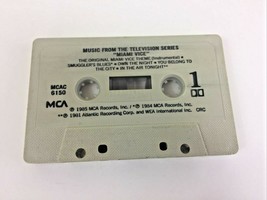 MUSIC FROM THE TELEVISION SERIES
"MIAMI VICE"
THE ORIGINAL MIAMI VICE THEME (Instrumental) •
SMUGGLER'S BLUES* • OWN THE NIGHT • YOU BELONG TO
THE CITY • IN THE AIR TONIGHT**
MCAC
6150
1
MCA
℗ 1985 MCA Records, Inc. / *℗ 1984 MCA Records, Inc. /
**℗ 1981 Atlantic Recording Corp. and WEA International Inc.
CRC